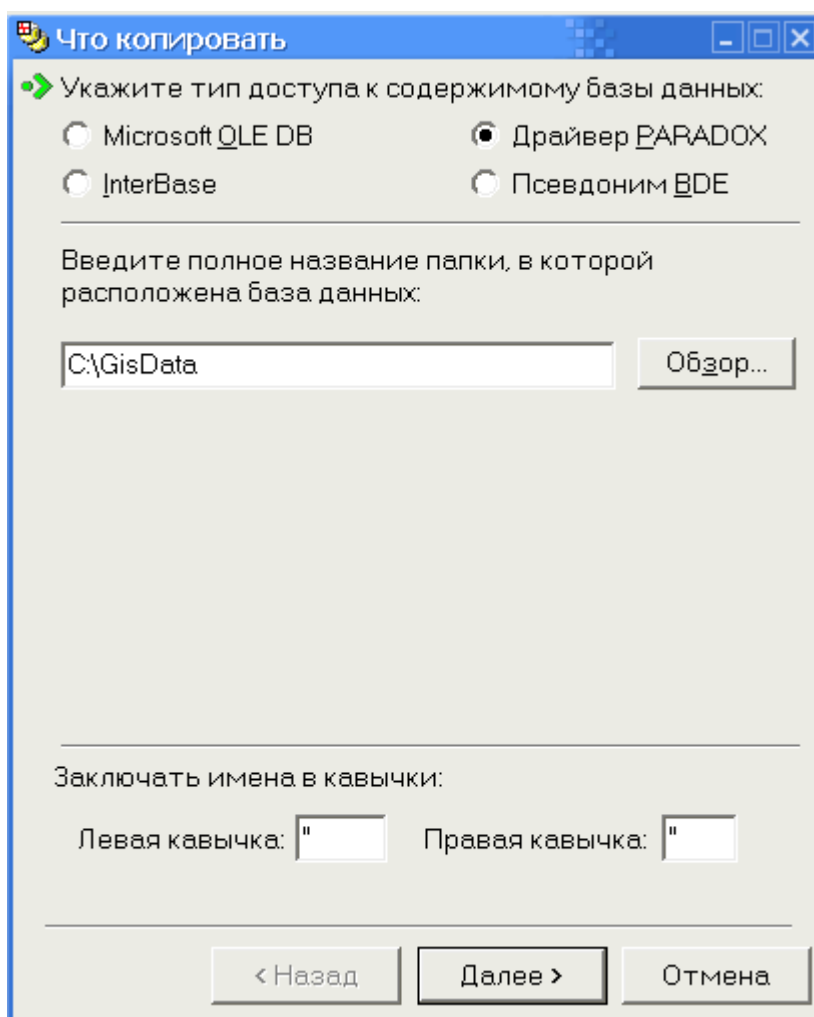 Что копировать
Укажите тип доступа к содержимому базы данных:
Microsoft OLE DB
Драйвер PARADOX
InterBase
Псевдоним BDE
Введите полное название папки, в которой
расположена база данных:
C:\GisData
Обзор...
Заключать имена в кавычки:
Левая кавычка: "
Правая кавычка: "
< Назад
Далее >
Отмена